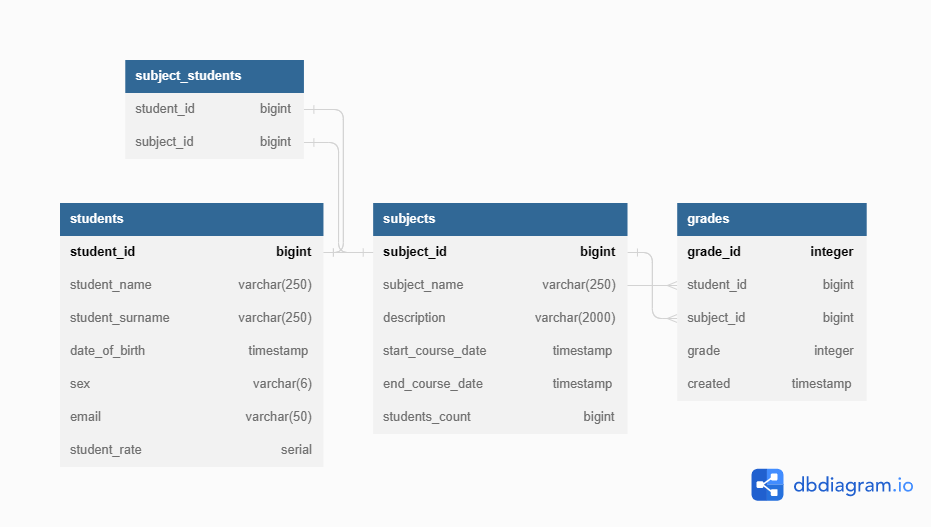 subject_students
student_id bigint
subject_id bigint
students
student_id bigint
student_name varchar(250)
student_surname varchar(250)
date_of_birth timestamp
sex varchar(6)
email varchar(50)
student_rate serial
subjects
subject_id bigint
subject_name varchar(250)
description varchar(2000)
start_course_date timestamp
end_course_date timestamp
students_count bigint
grades
grade_id integer
student_id bigint
subject_id bigint
grade integer
created timestamp
dbdiagram.io